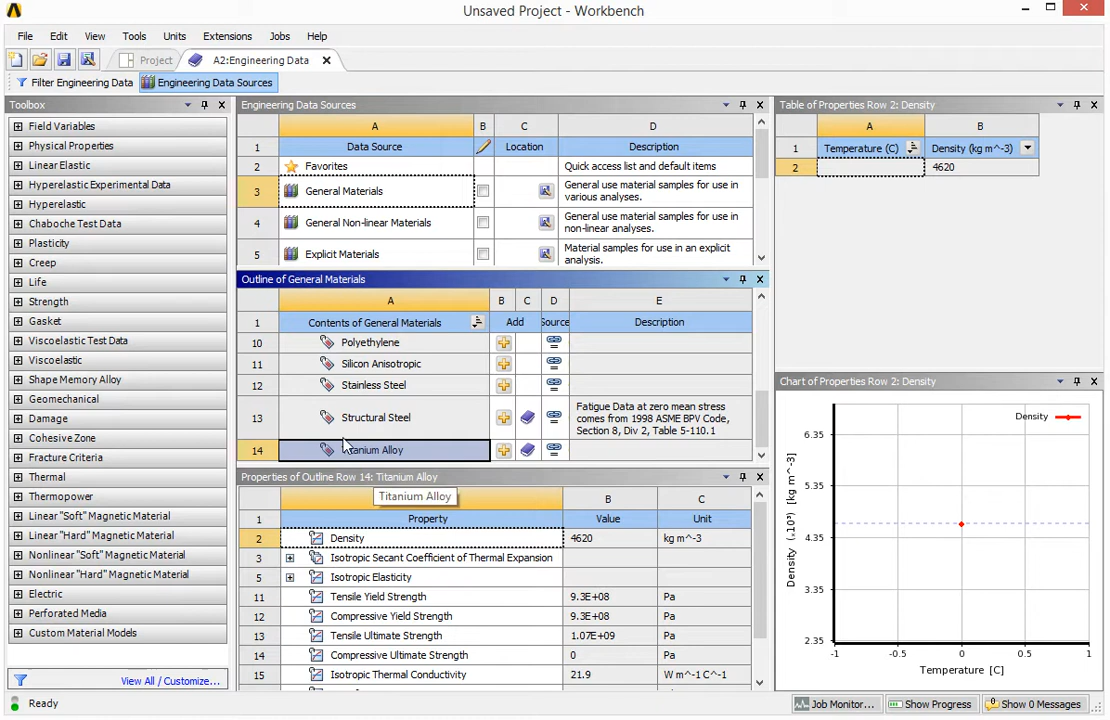 Unsaved Project - Workbench
File Edit View Tools Units Extensions Jobs Help
Project A2:Engineering Data
Filter Engineering Data Engineering Data Sources
Toolbox
Field Variables
Physical Properties
Linear Elastic
Hyperelastic Experimental Data
Hyperelastic
Chaboche Test Data
Plasticity
Creep
Life
Strength
Gasket
Viscoelastic Test Data
Viscoelastic
Shape Memory Alloy
Geomechanical
Damage
Cohesive Zone
Fracture Criteria
Thermal
Thermopower
Linear "Soft" Magnetic Material
Linear "Hard" Magnetic Material
Nonlinear "Soft" Magnetic Material
Nonlinear "Hard" Magnetic Material
Electric
Perforated Media
Custom Material Models
View All / Customize...
Engineering Data Sources
A B C D
1 Data Source Location Description
2 Favorites Quick access list and default items
3 General Materials General use material samples for use in
various analyses.
4 General Non-linear Materials General use material samples for use in
non-linear analyses.
5 Explicit Materials Material samples for use in an explicit
analysis.
Outline of General Materials
A B C D E
1 Contents of General Materials Add Source Description
10 Polyethylene
11 Silicon Anisotropic
12 Stainless Steel
13 Structural Steel Fatigue Data at zero mean stress
comes from 1998 ASME BPV Code,
Section 8, Div 2, Table 5-110.1
14 tanium Alloy
Properties of Outline Row 14: Titanium Alloy
Titanium Alloy
B C
1 Property Value Unit
2 Density 4620 kg m^-3
3 Isotropic Secant Coefficient of Thermal Expansion
5 Isotropic Elasticity
11 Tensile Yield Strength 9.3E+08 Pa
12 Compressive Yield Strength 9.3E+08 Pa
13 Tensile Ultimate Strength 1.07E+09 Pa
14 Compressive Ultimate Strength 0 Pa
15 Isotropic Thermal Conductivity 21.9 W m^-1 C^-1
Table of Properties Row 2: Density
A B
1 Temperature (C) Density (kg m^-3)
2 4620
Chart of Properties Row 2: Density
Density
6.35
5.35
4.35
3.35
2.35
Density (.x10³) [kg m^-3]
-1 -0.5 0 0.5 1
Temperature [C]
Ready Job Monitor... Show Progress Show 0 Messages